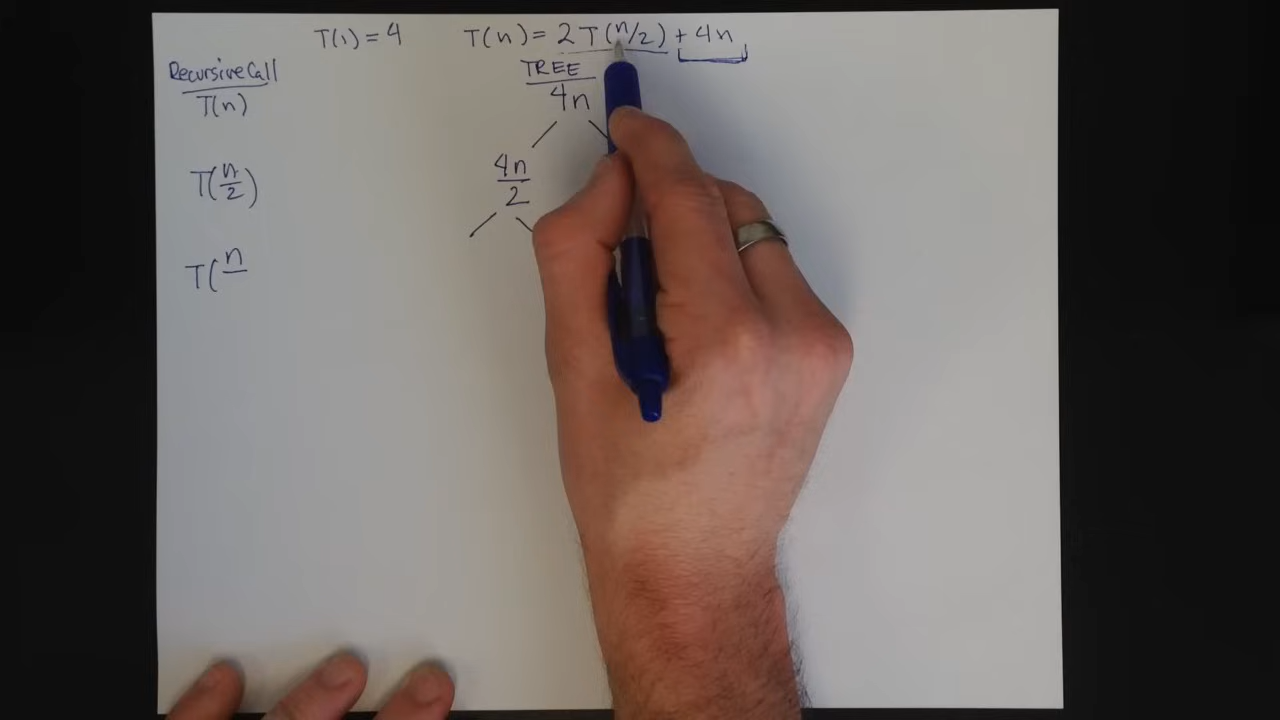 T(1) = 4 T(n) = 2T(n/2) + 4n
Recursive Call TREE
T(n) 4n
T(n/2) 4n/2
T(n